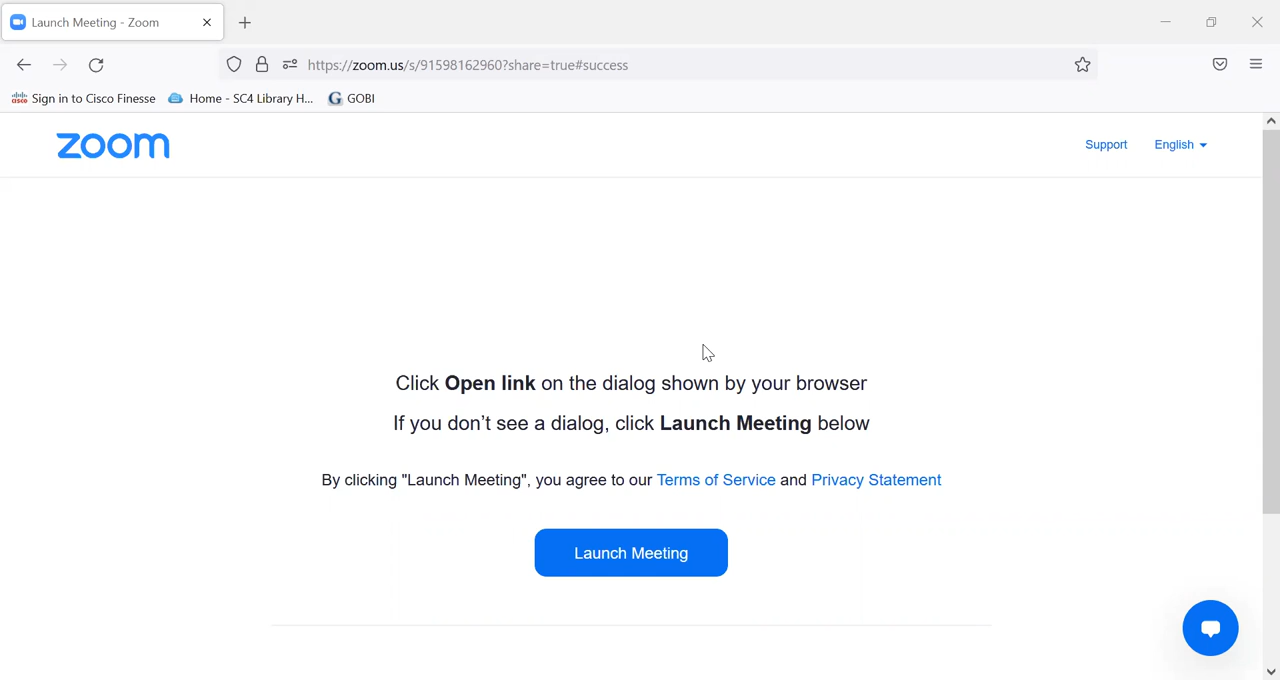 Launch Meeting - Zoom
https://zoom.us/s/91598162960?share=true#success
Sign in to Cisco Finesse
Home - SC4 Library H...
G GOBI
zoom
Support
English
Click Open link on the dialog shown by your browser
If you don’t see a dialog, click Launch Meeting below
By clicking "Launch Meeting", you agree to our Terms of Service and Privacy Statement
Launch Meeting